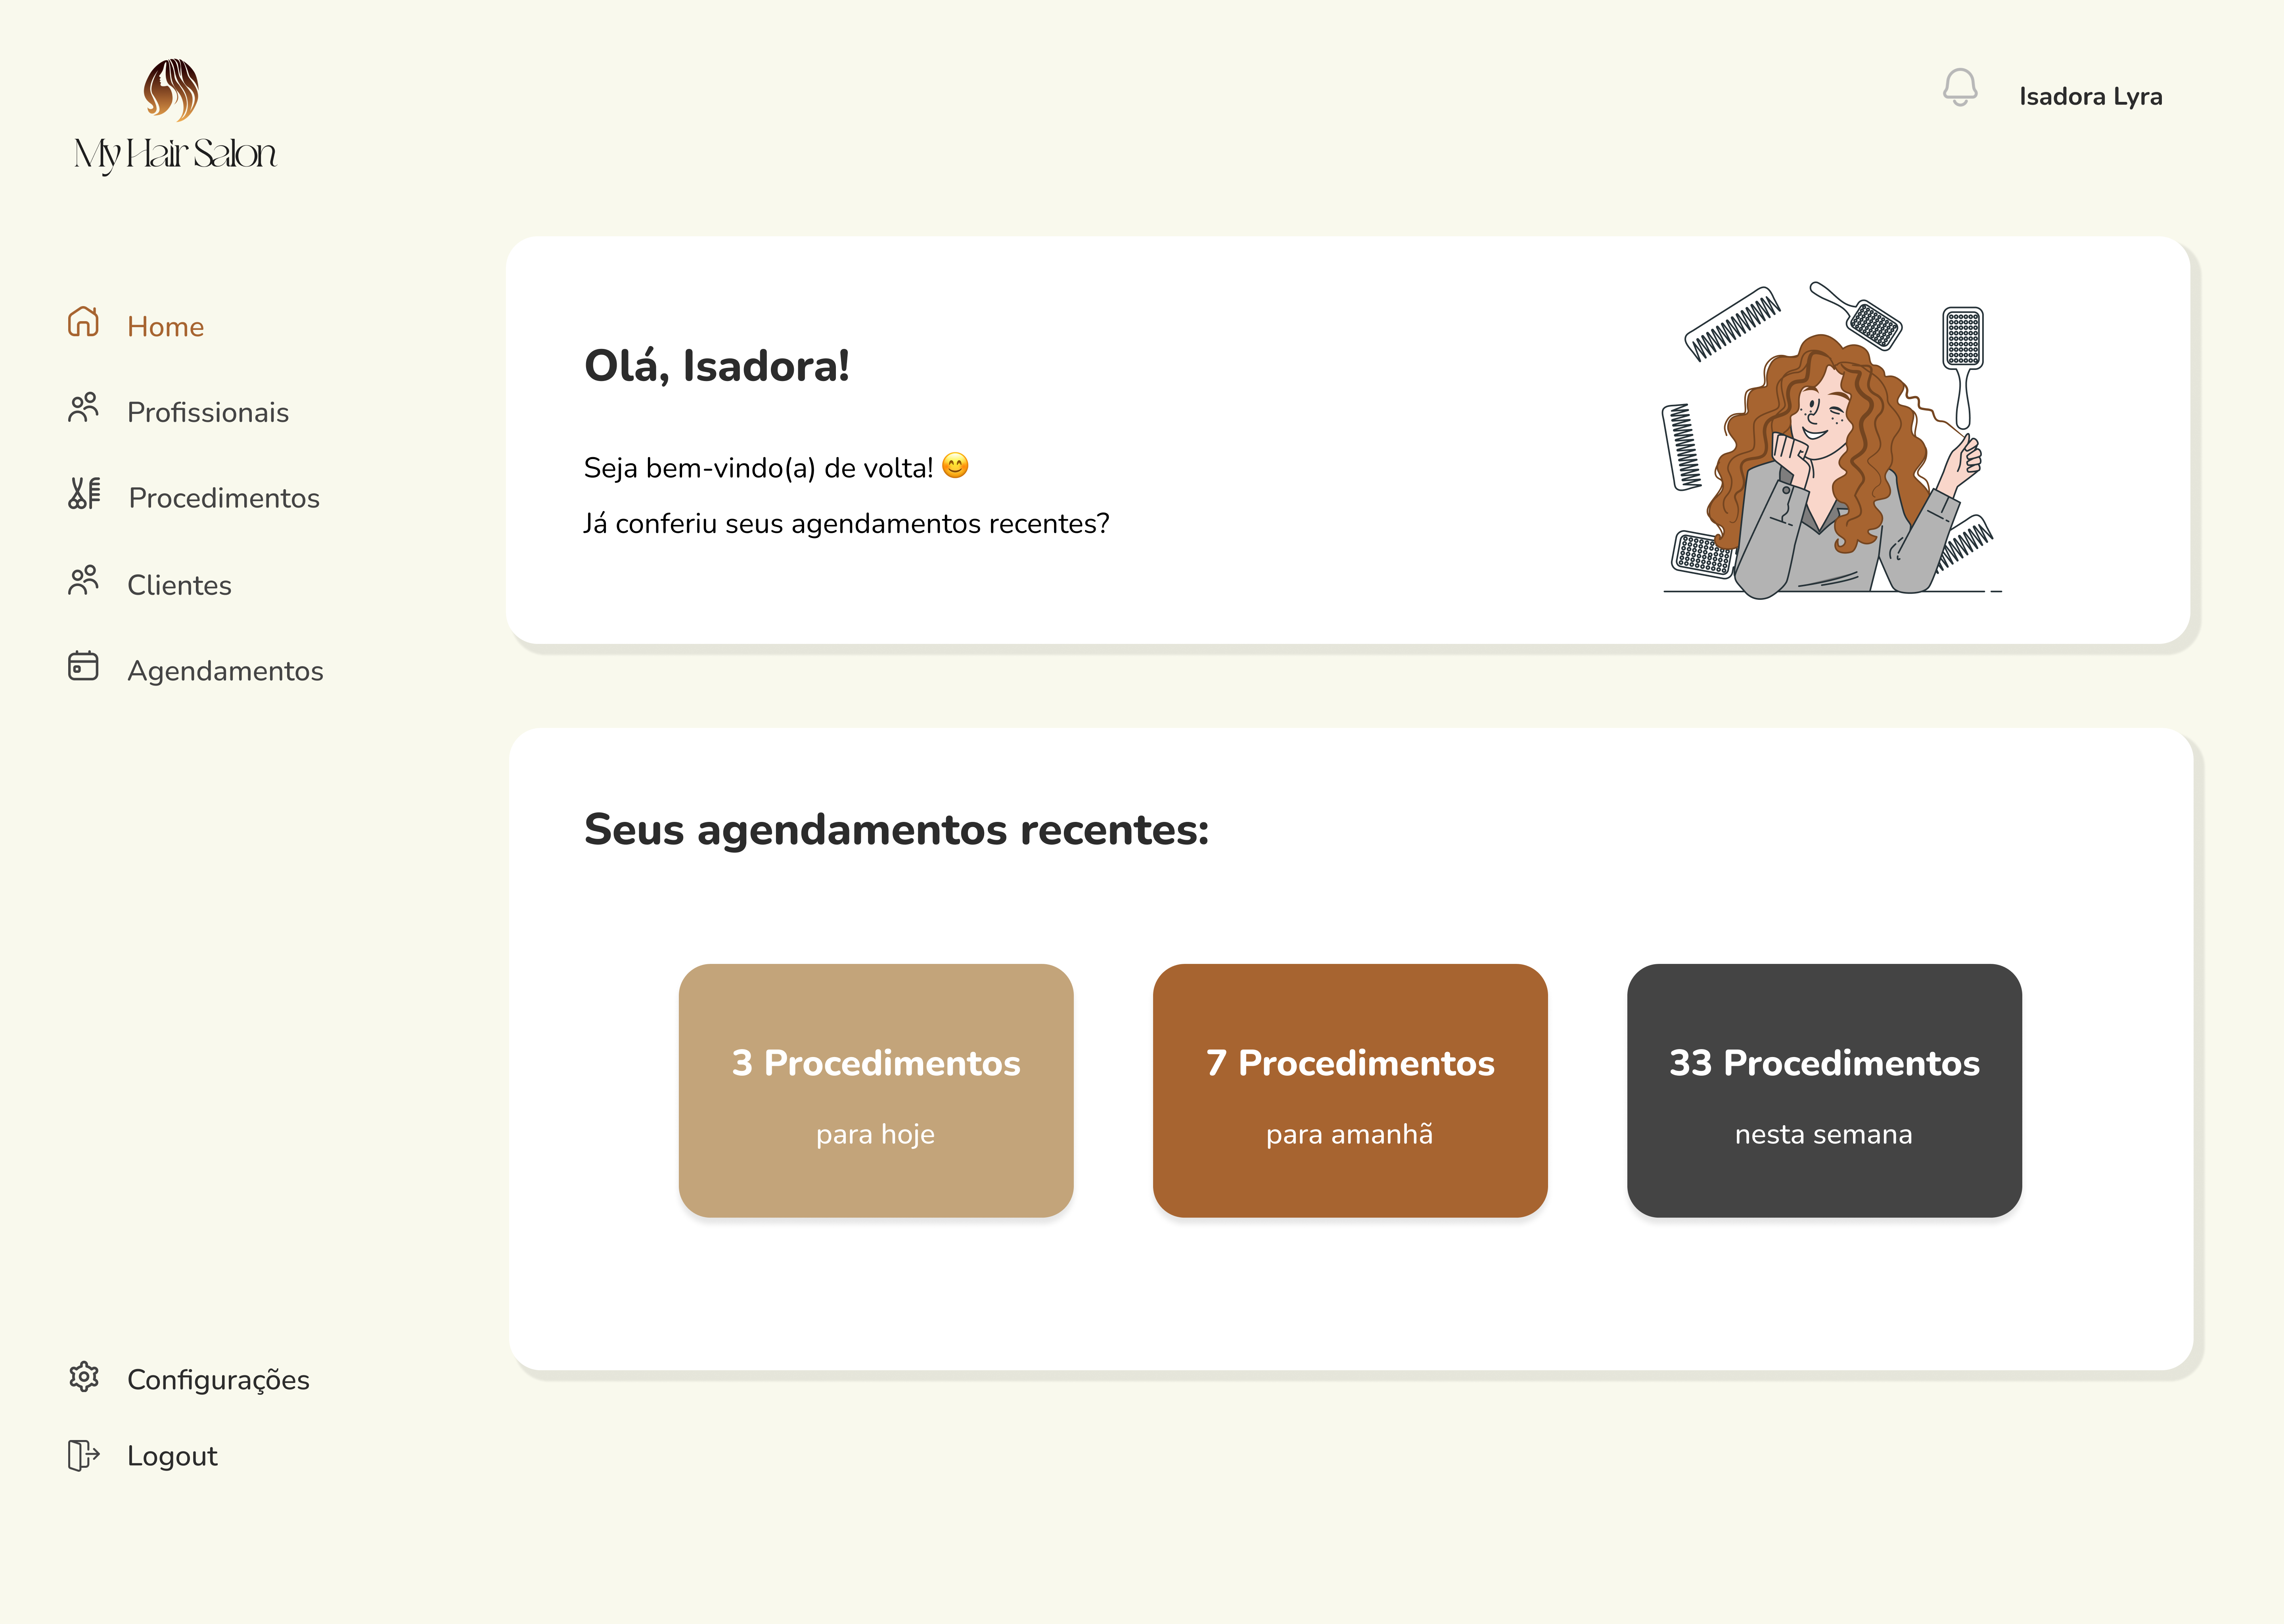 My Hair Salon
Isadora Lyra
Home
Profissionais
Procedimentos
Clientes
Agendamentos
Configurações
Logout
Olá, Isadora!
Seja bem-vindo(a) de volta! 😊
Já conferiu seus agendamentos recentes?
Seus agendamentos recentes:
3 Procedimentos
para hoje
7 Procedimentos
para amanhã
33 Procedimentos
nesta semana